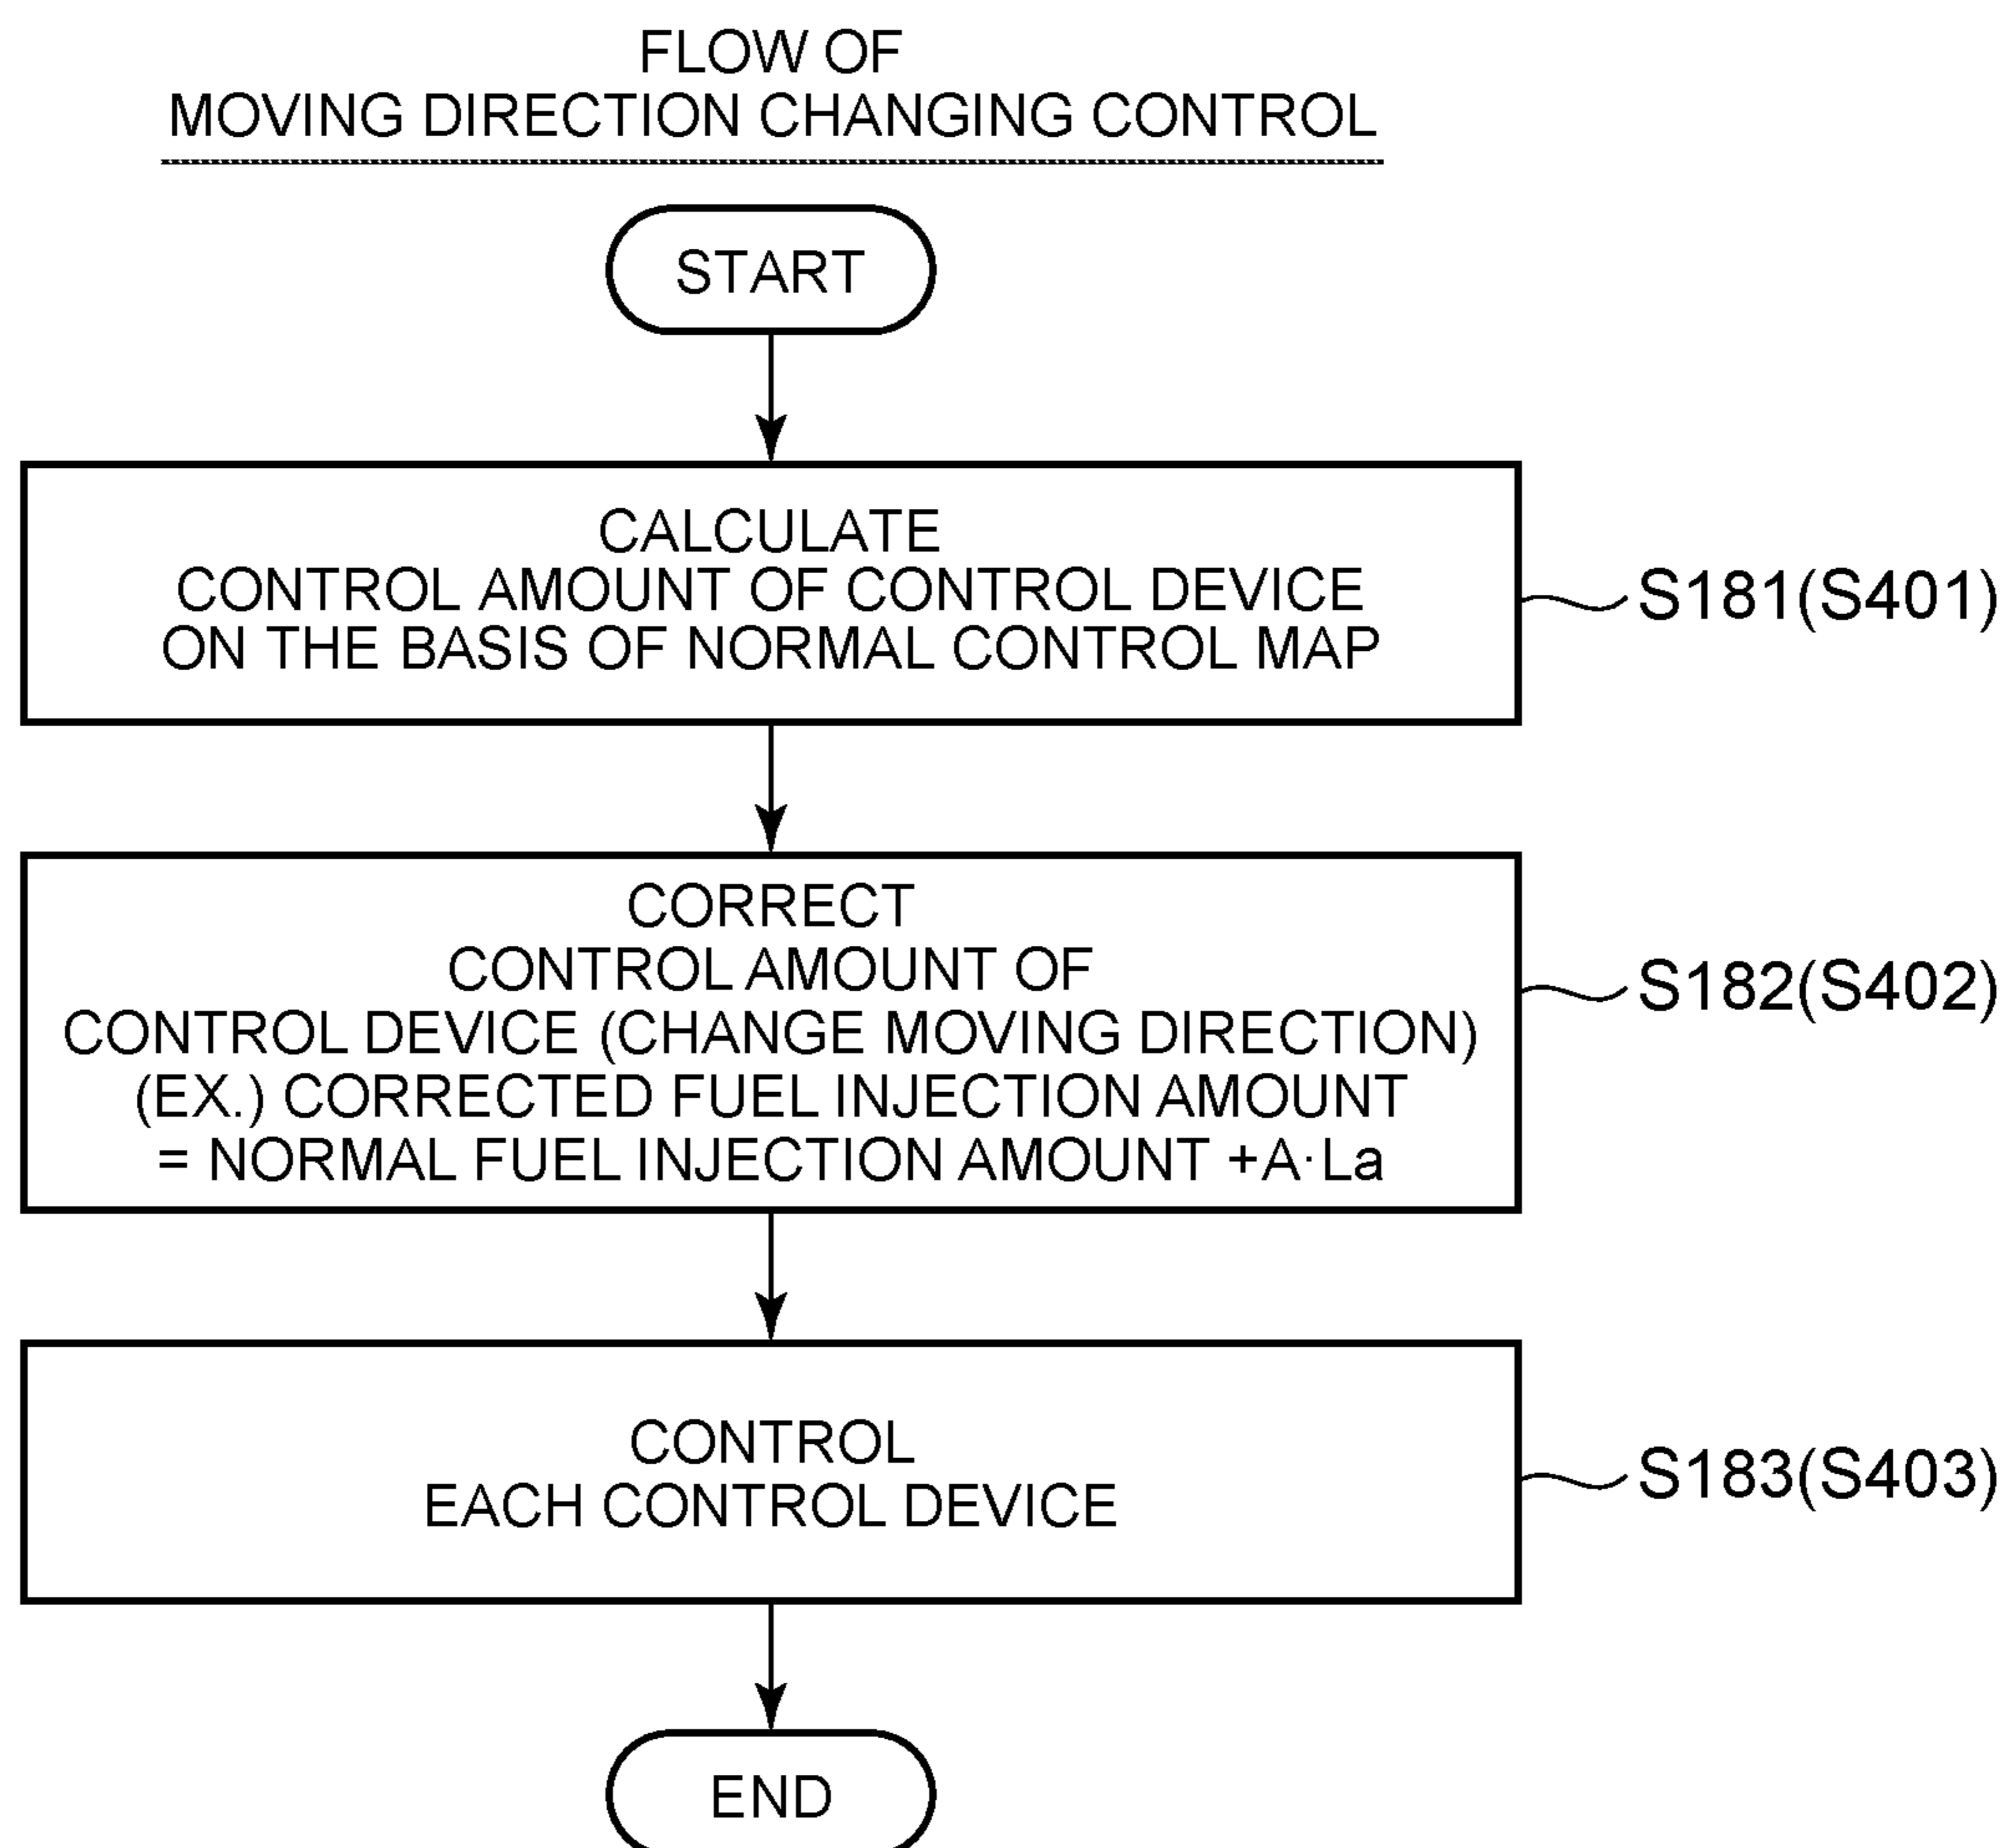 FLOW OF
MOVING DIRECTION CHANGING CONTROL
START
CALCULATE
CONTROL AMOUNT OF CONTROL DEVICE
ON THE BASIS OF NORMAL CONTROL MAP
S181(S401)
CORRECT
CONTROL AMOUNT OF
CONTROL DEVICE (CHANGE MOVING DIRECTION)
(EX.) CORRECTED FUEL INJECTION AMOUNT
= NORMAL FUEL INJECTION AMOUNT +A·La
S182(S402)
CONTROL
EACH CONTROL DEVICE
S183(S403)
END